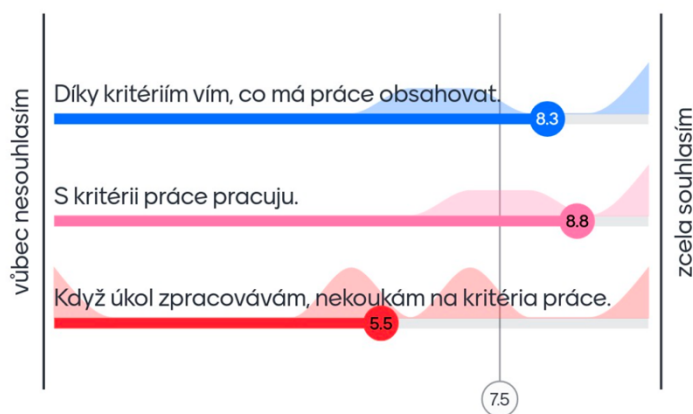 vůbec nesouhlasím
Díky kritériím vím, co má práce obsahovat.
8.3
S kritérii práce pracuju.
8.8
Když úkol zpracovávám, nekoukám na kritéria práce.
5.5
7.5
zcela souhlasím